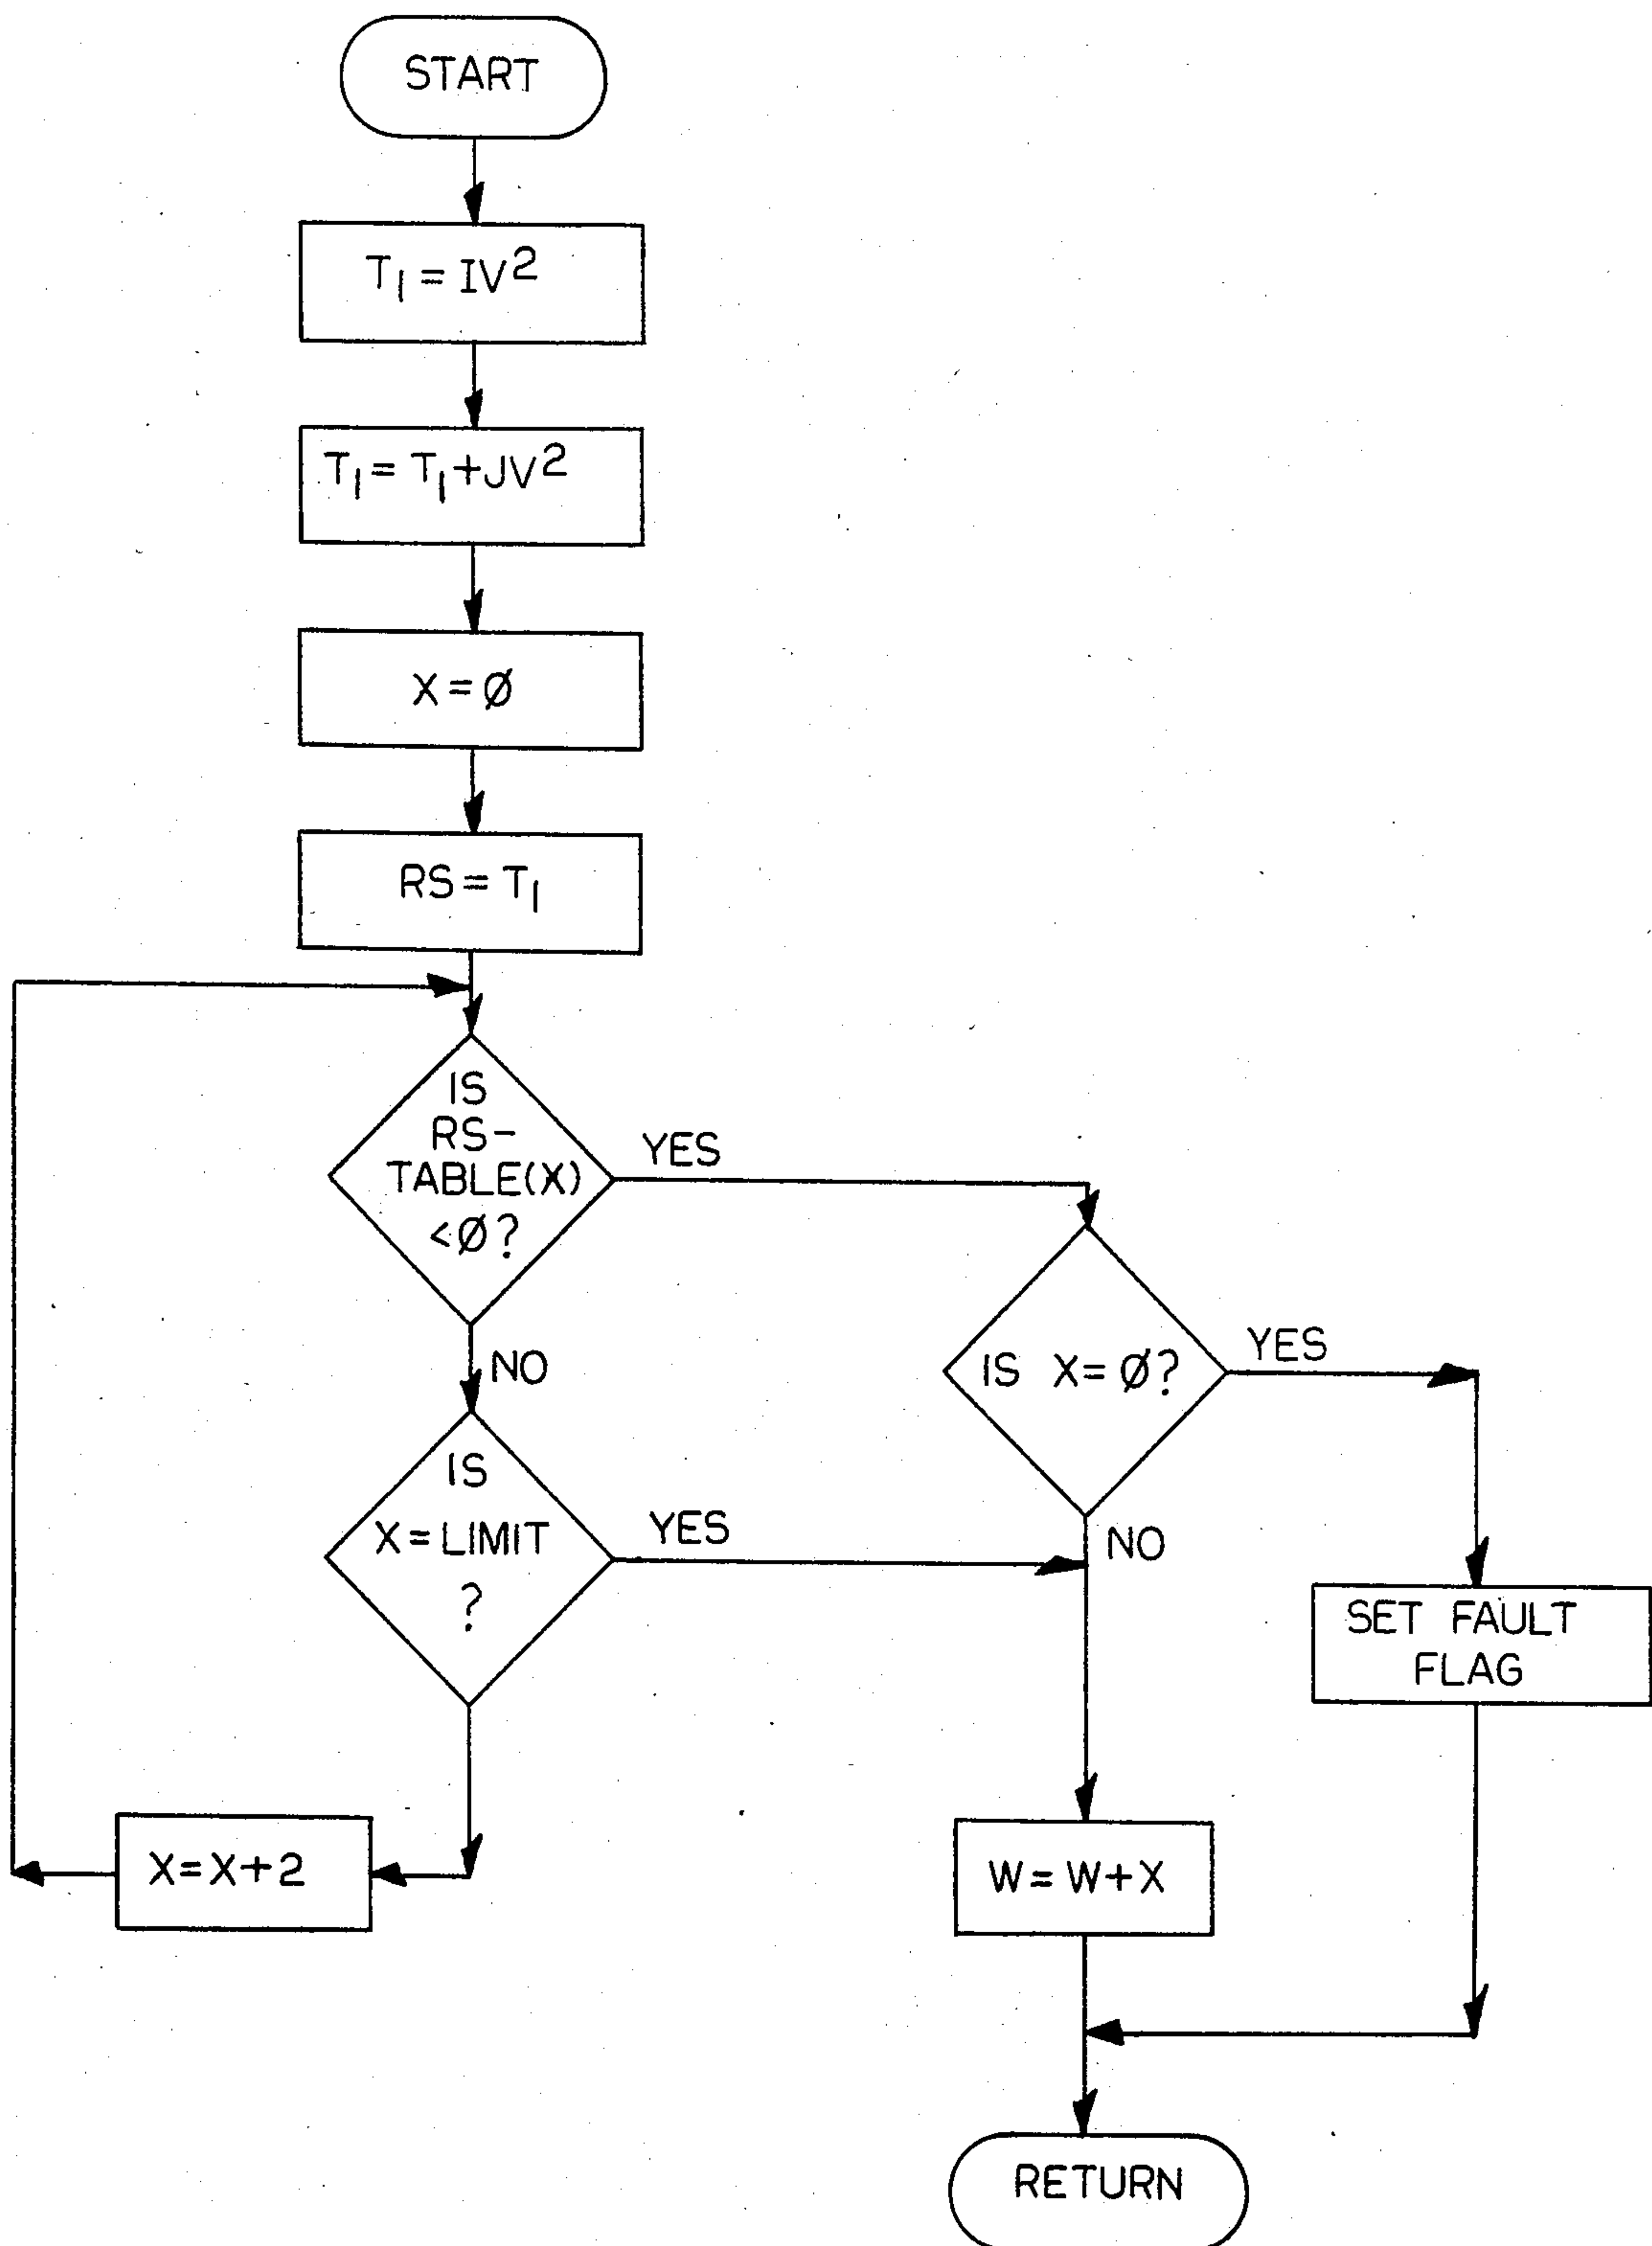 START
T₁ = IV²
T₁ = T₁+JV²
X = Ø
RS = T₁
IS
RS-
TABLE(X)
<Ø?
YES
NO
IS X= Ø?
YES
NO
IS
X = LIMIT
?
YES
SET FAULT
FLAG
X=X+2
W=W+X
RETURN